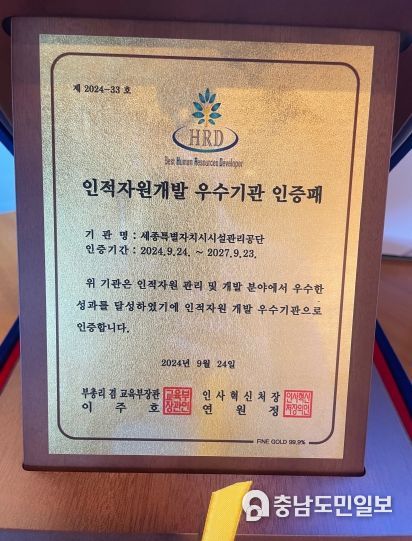 제 2024-33 호
HRD
Best Human Resources Developer
인적자원개발 우수기관 인증패
기 관 명 : 세종특별자치시시설관리공단
인증기간 : 2024.9.24. ~ 2027.9.23.
위 기관은 인적자원 관리 및 개발 분야에서 우수한
성과를 달성하였기에 인적자원 개발 우수기관으로
인증합니다.
2024년 9월 24일
부총리 겸 교육부장관 교육부 인 사 혁 신 처 장 인사혁신
이 주 호 장관인 연 원 정 처장의인
FINE GOLD 99.9%
충남도민일보